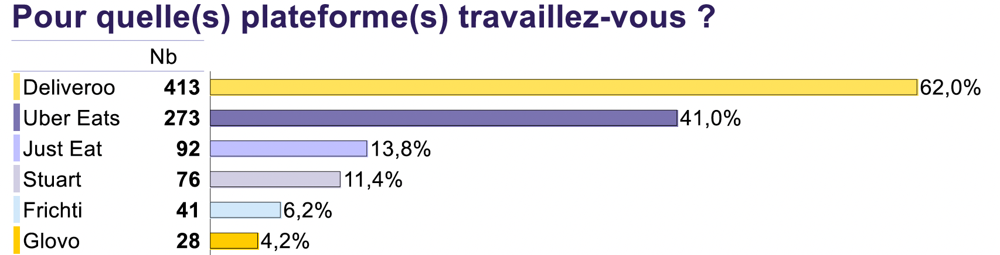 Pour quelle(s) plateforme(s) travaillez-vous ?
Nb
Deliveroo 413 62,0%
Uber Eats 273 41,0%
Just Eat 92 13,8%
Stuart 76 11,4%
Frichti 41 6,2%
Glovo 28 4,2%